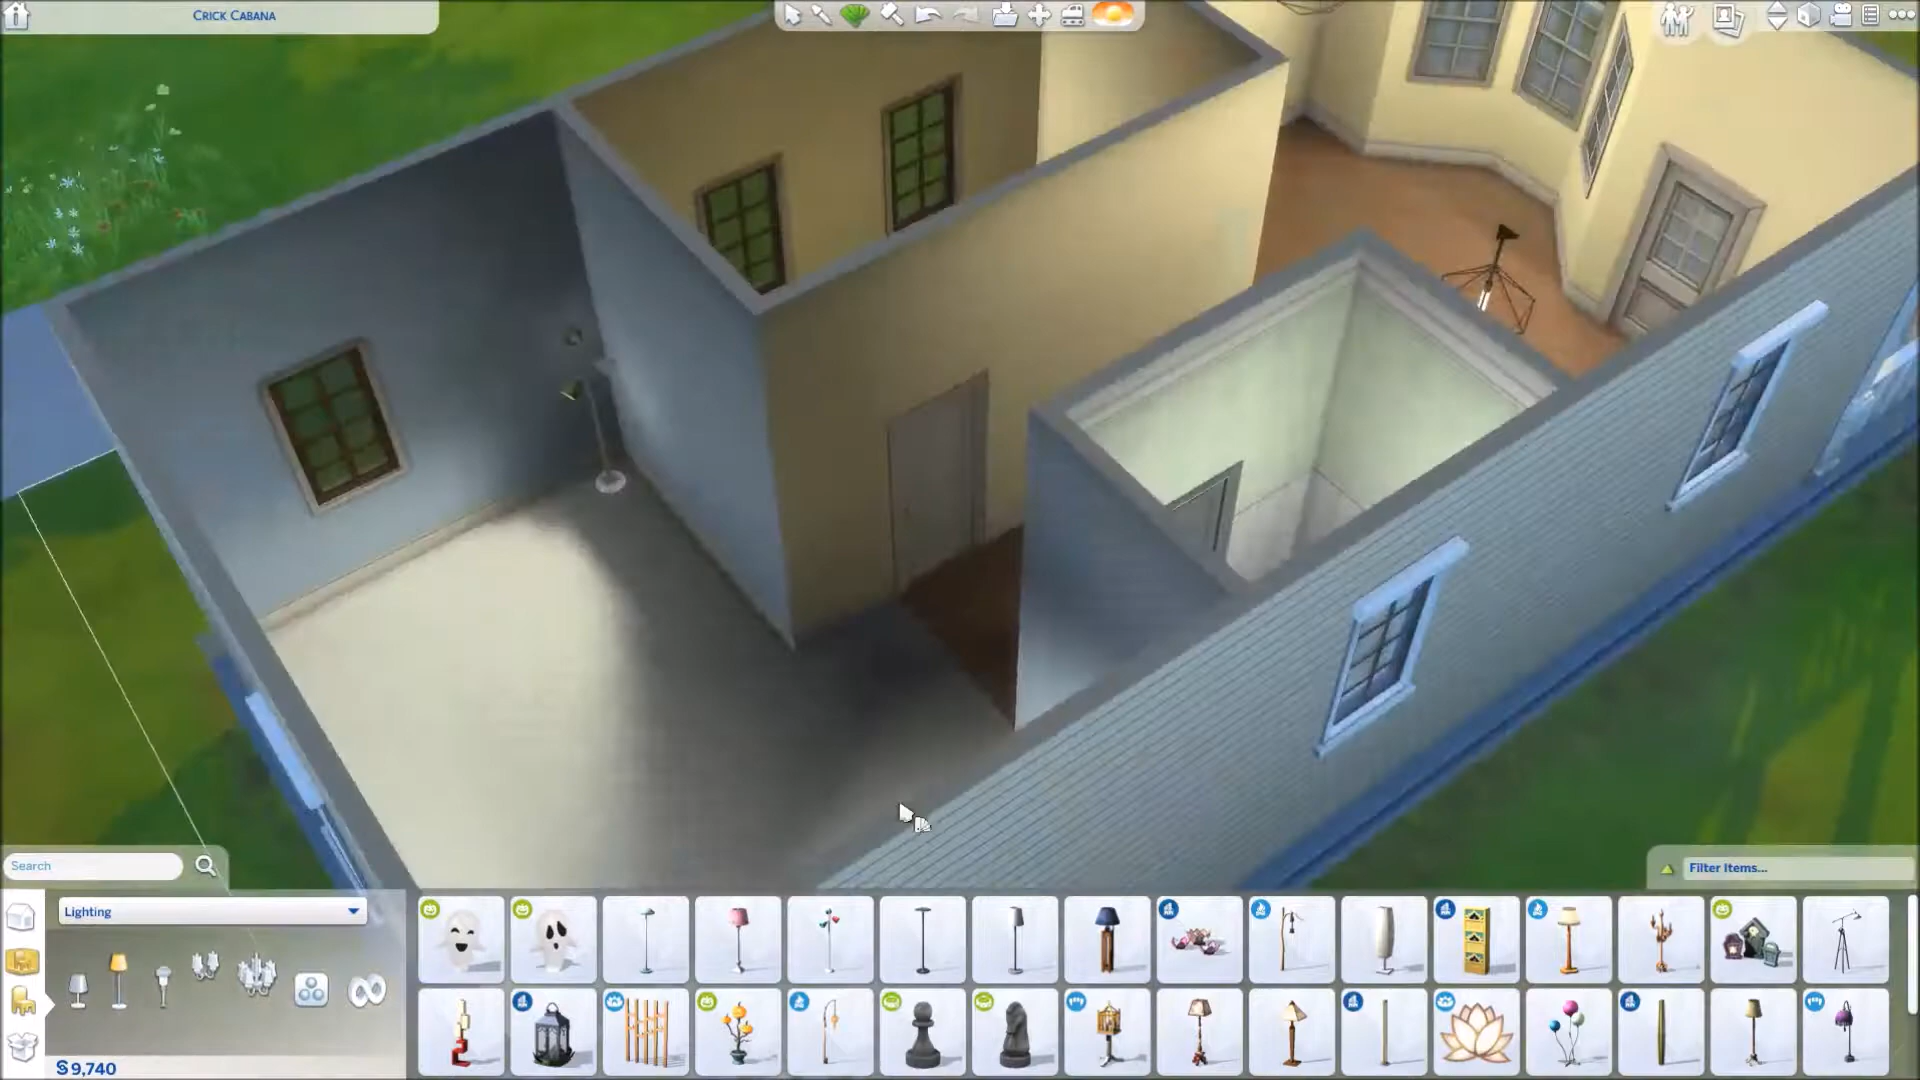 CRICK CABANA
Search
Filter Items...
Lighting
§9,740